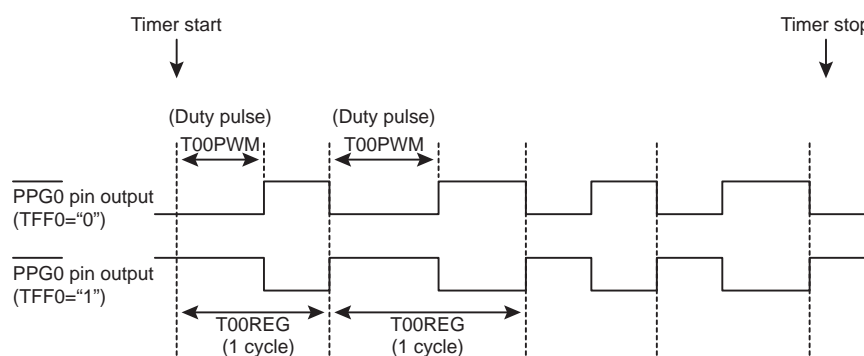 Timer start
Timer stop
(Duty pulse)
T00PWM
(Duty pulse)
T00PWM
PPG0 pin output
(TFF0=“0”)
PPG0 pin output
(TFF0=“1”)
T00REG
(1 cycle)
T00REG
(1 cycle)